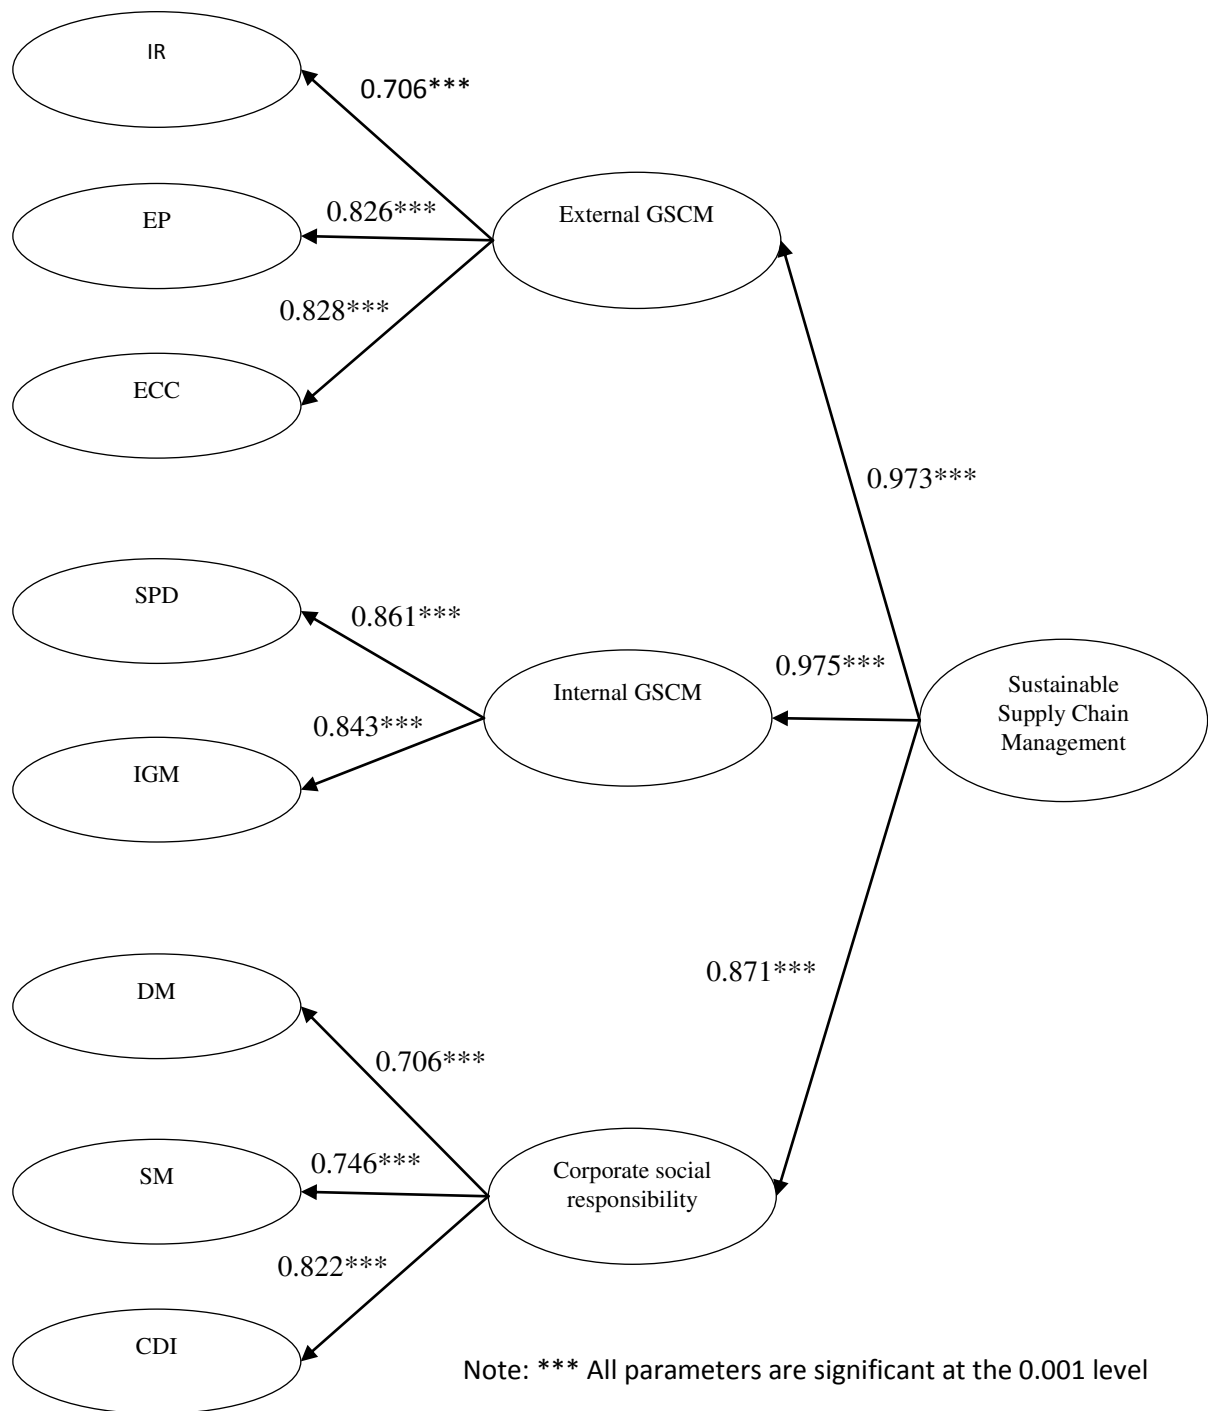 IR
0.706***
EP
0.826***
External GSCM
0.828***
ECC
0.973***
SPD
0.861***
0.975***
Internal GSCM
Sustainable
Supply Chain
Management
0.843***
IGM
0.871***
DM
0.706***
SM
0.746***
Corporate social
responsibility
0.822***
CDI
Note: *** All parameters are significant at the 0.001 level